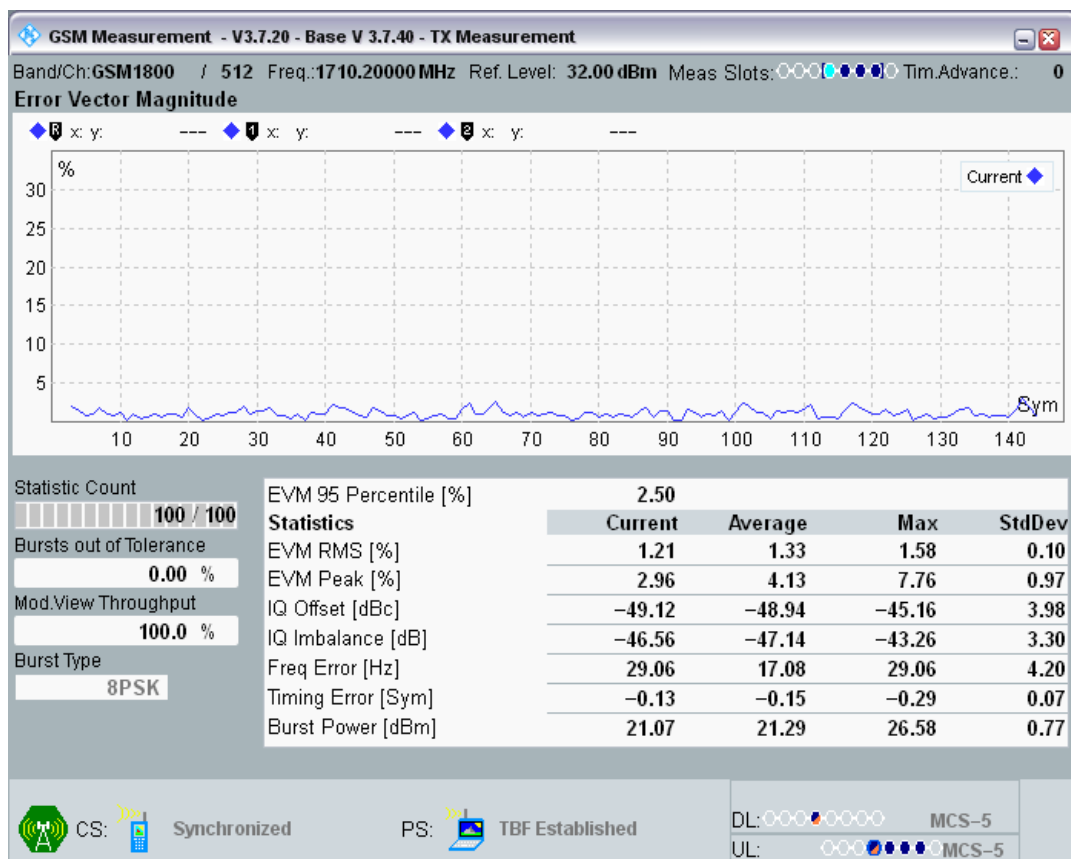 GSM Measurement - V3.7.20 - Base V 3.7.40 - TX Measurement
Band/Ch:GSM1800 / 512 Freq.:1710.20000 MHz Ref. Level: 32.00 dBm Meas Slots: Tim.Advance.: 0
Error Vector Magnitude
R x: y: --- 1 x: y: --- 2 x: y: ---
%
Current
30
25
20
15
10
5
Sym
10 20 30 40 50 60 70 80 90 100 110 120 130 140
Statistic Count
100 / 100
Bursts out of Tolerance
0.00 %
Mod.View Throughput
100.0 %
Burst Type
8PSK
EVM 95 Percentile [%] 2.50
Statistics Current Average Max StdDev
EVM RMS [%] 1.21 1.33 1.58 0.10
EVM Peak [%] 2.96 4.13 7.76 0.97
IQ Offset [dBc] −49.12 −48.94 −45.16 3.98
IQ Imbalance [dB] −46.56 −47.14 −43.26 3.30
Freq Error [Hz] 29.06 17.08 29.06 4.20
Timing Error [Sym] −0.13 −0.15 −0.29 0.07
Burst Power [dBm] 21.07 21.29 26.58 0.77
CS: Synchronized PS: TBF Established
DL: MCS−5
UL: MCS−5